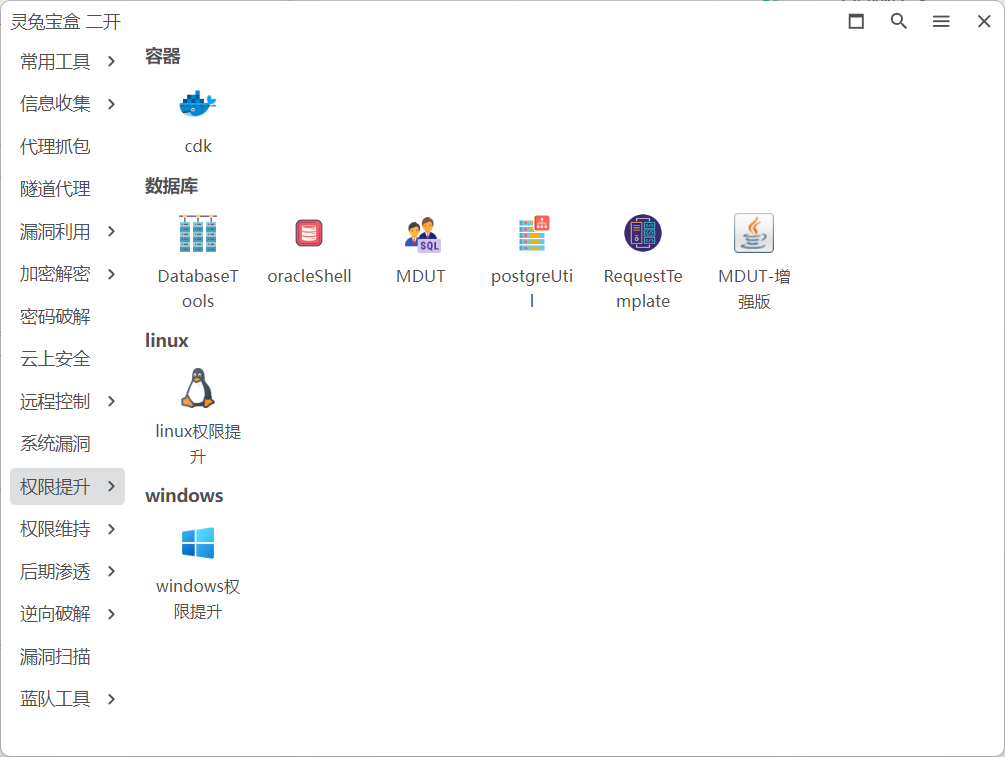 灵兔宝盒 二开
常用工具
信息收集
代理抓包
隧道代理
漏洞利用
加密解密
密码破解
云上安全
远程控制
系统漏洞
权限提升
权限维持
后期渗透
逆向破解
漏洞扫描
蓝队工具
容器
cdk
数据库
DatabaseT
ools
oracleShell
MDUT
SQL
postgreUti
l
RequestTe
mplate
MDUT-增
强版
linux
linux权限提
升
windows
windows权
限提升